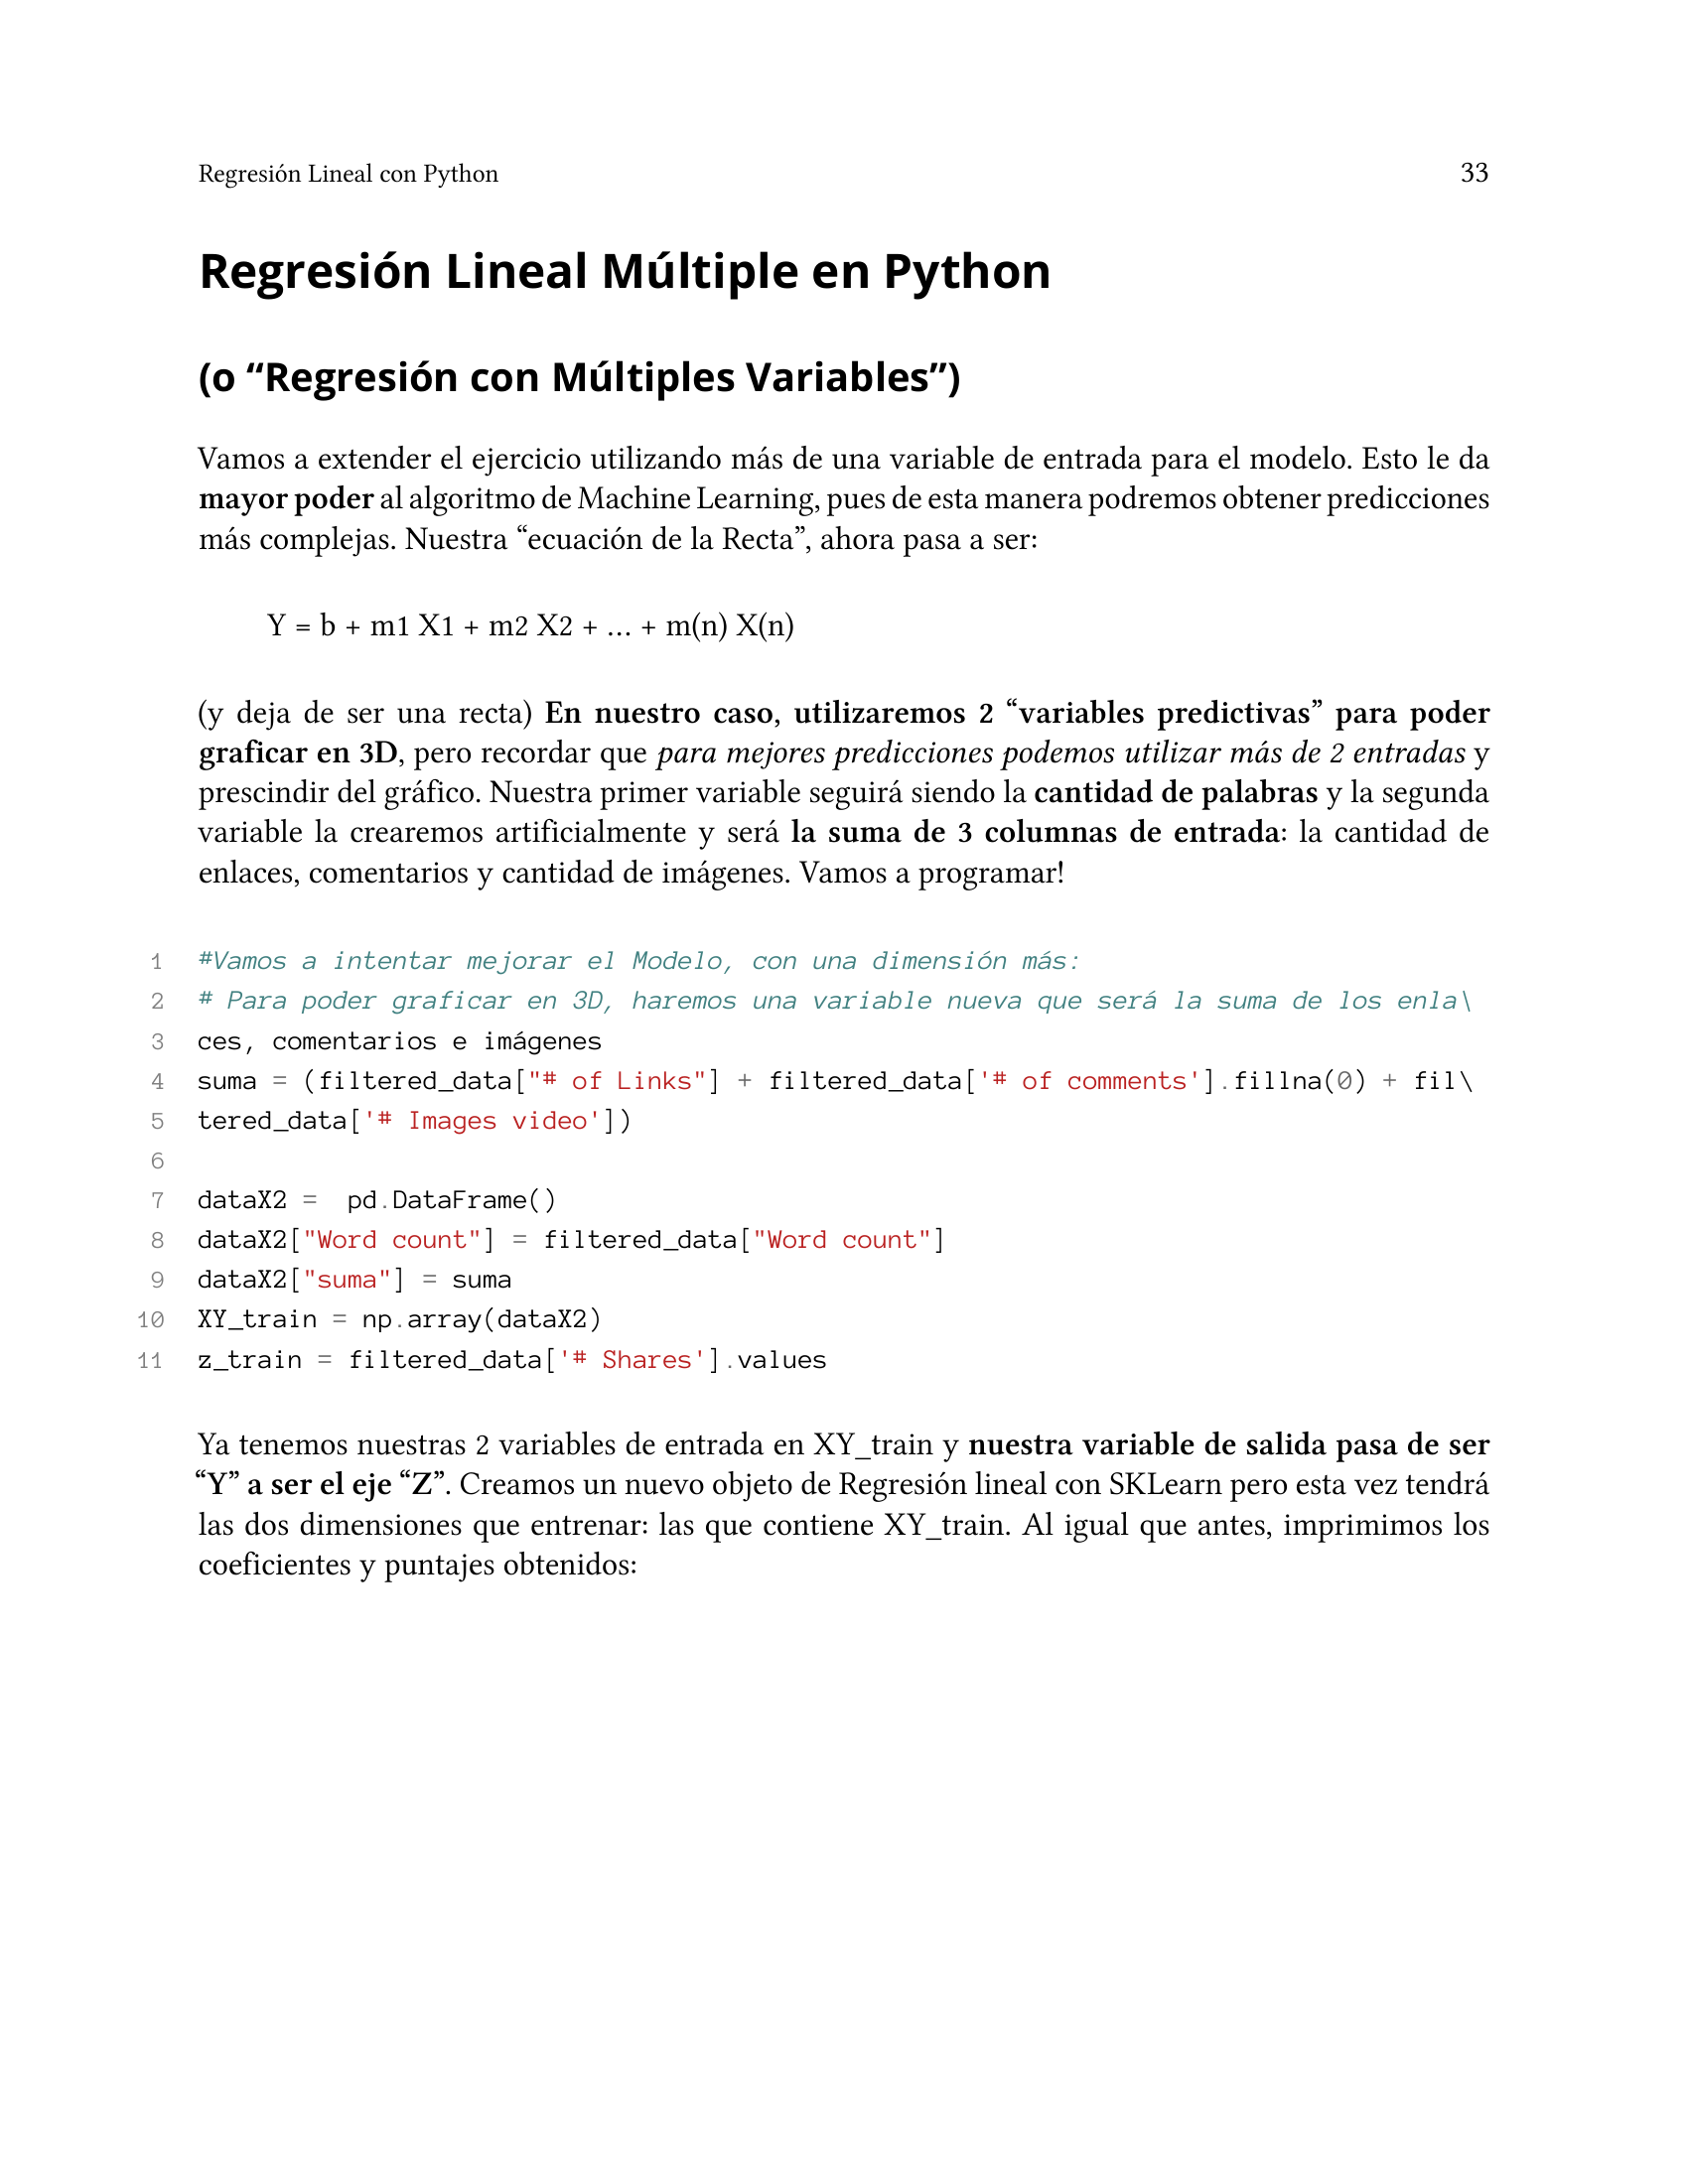 Regresión Lineal con Python 33
Regresión Lineal Múltiple en Python
(o “Regresión con Múltiples Variables”)
Vamos a extender el ejercicio utilizando más de una variable de entrada para el modelo. Esto le da
mayor poder al algoritmo de Machine Learning, pues de esta manera podremos obtener predicciones
más complejas. Nuestra “ecuación de la Recta”, ahora pasa a ser:
Y = b + m1 X1 + m2 X2 + … + m(n) X(n)
(y deja de ser una recta) En nuestro caso, utilizaremos 2 “variables predictivas” para poder
graficar en 3D, pero recordar que para mejores predicciones podemos utilizar más de 2 entradas y
prescindir del gráfico. Nuestra primer variable seguirá siendo la cantidad de palabras y la segunda
variable la crearemos artificialmente y será la suma de 3 columnas de entrada: la cantidad de
enlaces, comentarios y cantidad de imágenes. Vamos a programar!
1 #Vamos a intentar mejorar el Modelo, con una dimensión más:
2 # Para poder graficar en 3D, haremos una variable nueva que será la suma de los enla\
3 ces, comentarios e imágenes
4 suma = (filtered_data["# of Links"] + filtered_data['# of comments'].fillna(0) + fil\
5 tered_data['# Images video'])
6
7 dataX2 =  pd.DataFrame()
8 dataX2["Word count"] = filtered_data["Word count"]
9 dataX2["suma"] = suma
10 XY_train = np.array(dataX2)
11 z_train = filtered_data['# Shares'].values
Ya tenemos nuestras 2 variables de entrada en XY_train y nuestra variable de salida pasa de ser
“Y” a ser el eje “Z”. Creamos un nuevo objeto de Regresión lineal con SKLearn pero esta vez tendrá
las dos dimensiones que entrenar: las que contiene XY_train. Al igual que antes, imprimimos los
coeficientes y puntajes obtenidos: